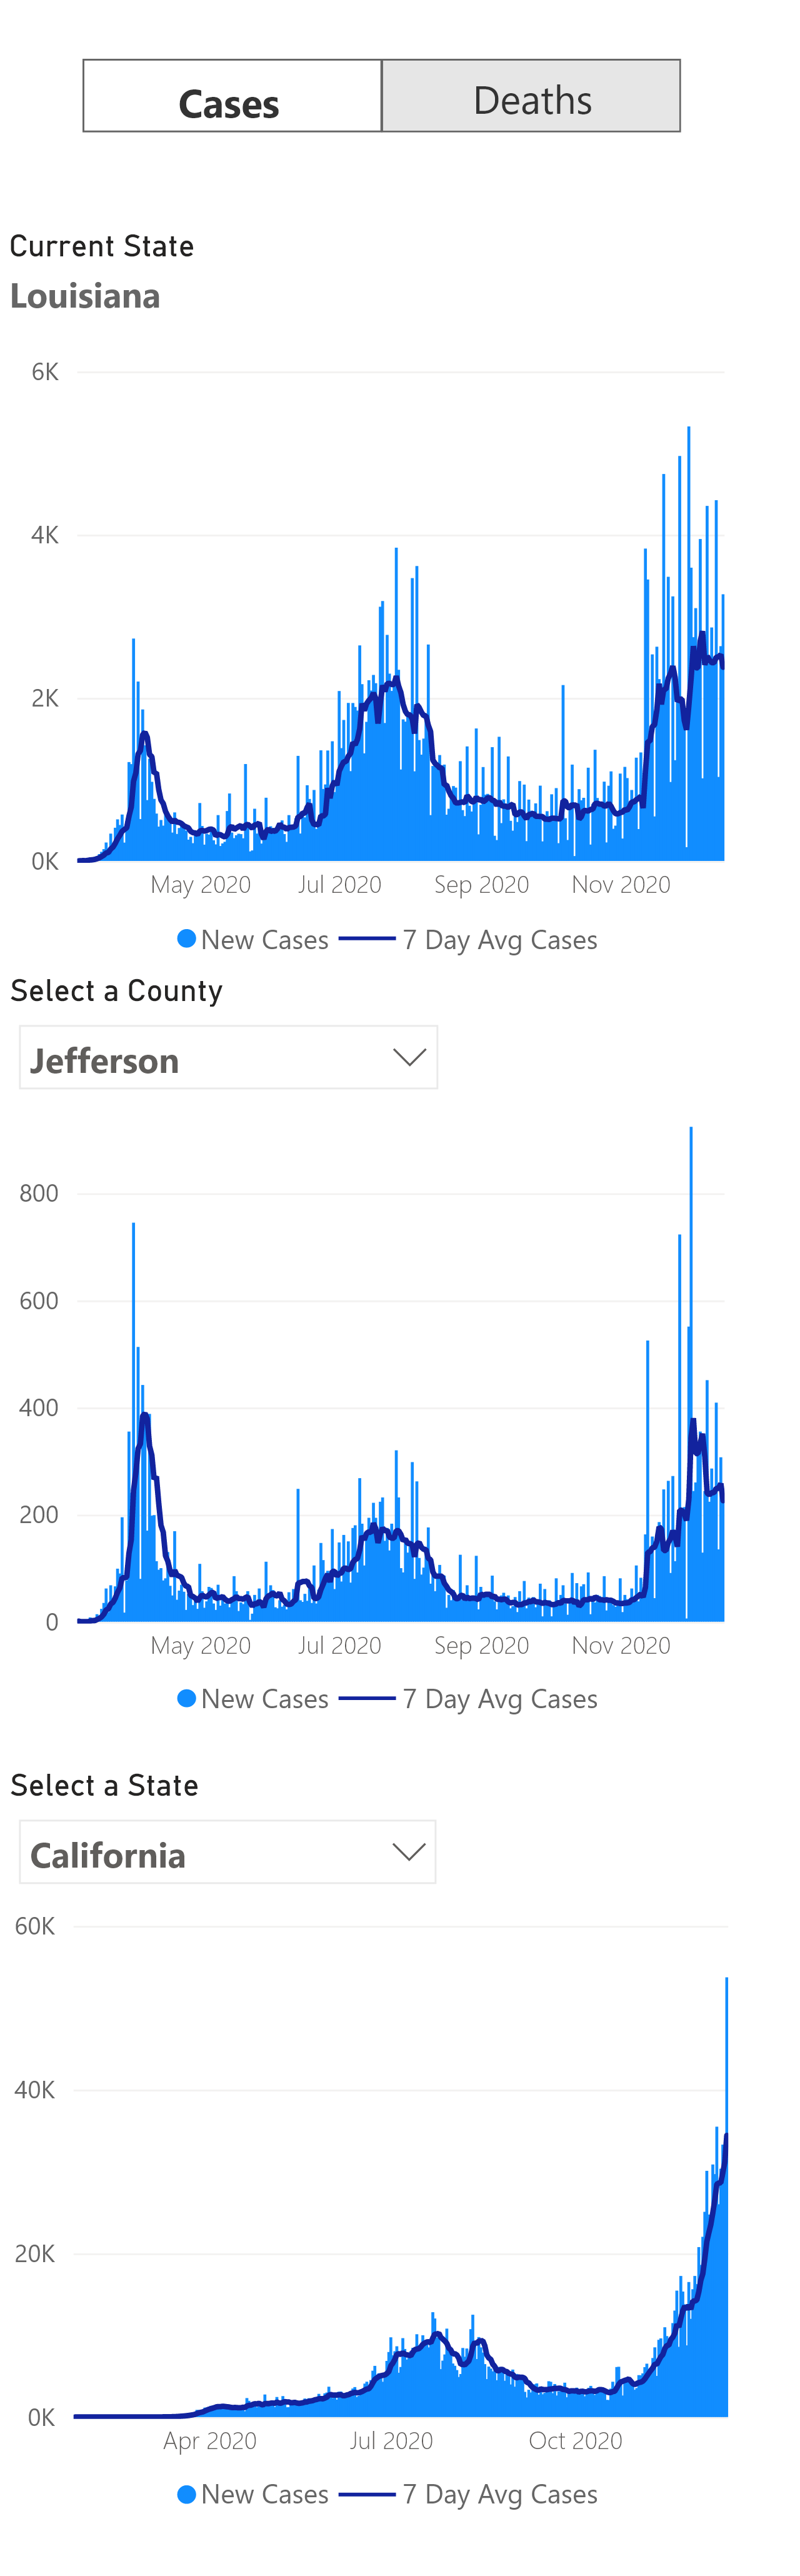 Cases Deaths
Current State
Louisiana
6K
4K
2K
0K
May 2020 Jul 2020 Sep 2020 Nov 2020
New Cases 7 Day Avg Cases
Select a County
Jefferson
800
600
400
200
0
May 2020 Jul 2020 Sep 2020 Nov 2020
New Cases 7 Day Avg Cases
Select a State
California
60K
40K
20K
0K
Apr 2020 Jul 2020 Oct 2020
New Cases 7 Day Avg Cases